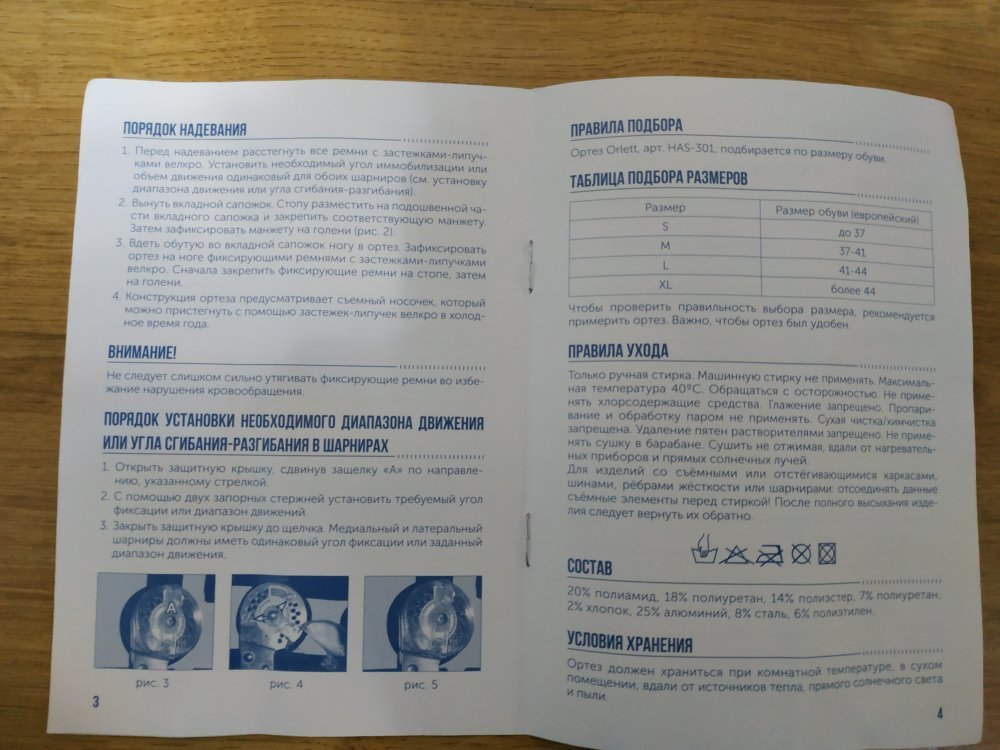 ПОРЯДОК НАДЕВАНИЯ
1. Перед надеванием расстегнуть все ремни с застежками-липуч-
ками велкро. Установить необходимый угол иммобилизации или
объем движения одинаковый для обоих шарниров (см. установку
диапазона движения или угла сгибания-разгибания).
2. Вынуть вкладной сапожок. Стопу разместить на подошвенной ча-
сти вкладного сапожка и закрепить соответствующую манжету.
Затем зафиксировать манжету на голени (рис. 2).
3. Вдеть обутую во вкладной сапожок ногу в ортез. Зафиксировать
ортез на ноге фиксирующими ремнями с застежками-липучками
велкро. Сначала закрепить фиксирующие ремни на стопе, затем
на голени.
4. Конструкция ортеза предусматривает съемный носочек, который
можно пристегнуть с помощью застежек-липучек велкро в холод-
ное время года.
ВНИМАНИЕ!
Не следует слишком сильно утягивать фиксирующие ремни во избе-
жание нарушения кровообращения.
ПОРЯДОК УСТАНОВКИ НЕОБХОДИМОГО ДИАПАЗОНА ДВИЖЕНИЯ
ИЛИ УГЛА СГИБАНИЯ-РАЗГИБАНИЯ В ШАРНИРАХ
1. Открыть защитную крышку, сдвинув защелку «А» по направле-
нию, указанному стрелкой.
2. С помощью двух запорных стержней установить требуемый угол
фиксации или диапазон движений.
3. Закрыть защитную крышку до щелчка. Медиальный и латеральный
шарниры должны иметь одинаковый угол фиксации или заданный
диапазон движения.
А
рис. 3 рис. 4 рис. 5
3
ПРАВИЛА ПОДБОРА
Ортез Orlett, арт. HAS-301, подбирается по размеру обуви.
ТАБЛИЦА ПОДБОРА РАЗМЕРОВ
Размер Размер обуви (европейский)
S до 37
M 37-41
L 41-44
XL более 44
Чтобы проверить правильность выбора размера, рекомендуется
примерить ортез. Важно, чтобы ортез был удобен.
ПРАВИЛА УХОДА
Только ручная стирка. Машинную стирку не применять. Максималь-
ная температура 40°С. Обращаться с осторожностью. Не приме-
нять хлорсодержащие средства. Глажение запрещено. Пропари-
вание и обработку паром не применять. Сухая чистка/химчистка
запрещена. Удаление пятен растворителями запрещено. Не приме-
нять сушку в барабане. Сушить не отжимая, вдали от нагреватель-
ных приборов и прямых солнечных лучей.
Для изделий со съёмными или отстёгивающимися каркасами,
шинами, рёбрами жёсткости или шарнирами: отсоединять данные
съёмные элементы перед стиркой! После полного высыхания изде-
лия следует вернуть их обратно.
СОСТАВ
20% полиамид, 18% полиуретан, 14% полиэстер, 7% полиуретан,
2% хлопок, 25% алюминий, 8% сталь, 6% полиэтилен.
УСЛОВИЯ ХРАНЕНИЯ
Ортез должен храниться при комнатной температуре, в сухом
помещении, вдали от источников тепла, прямого солнечного света
и пыли.
4